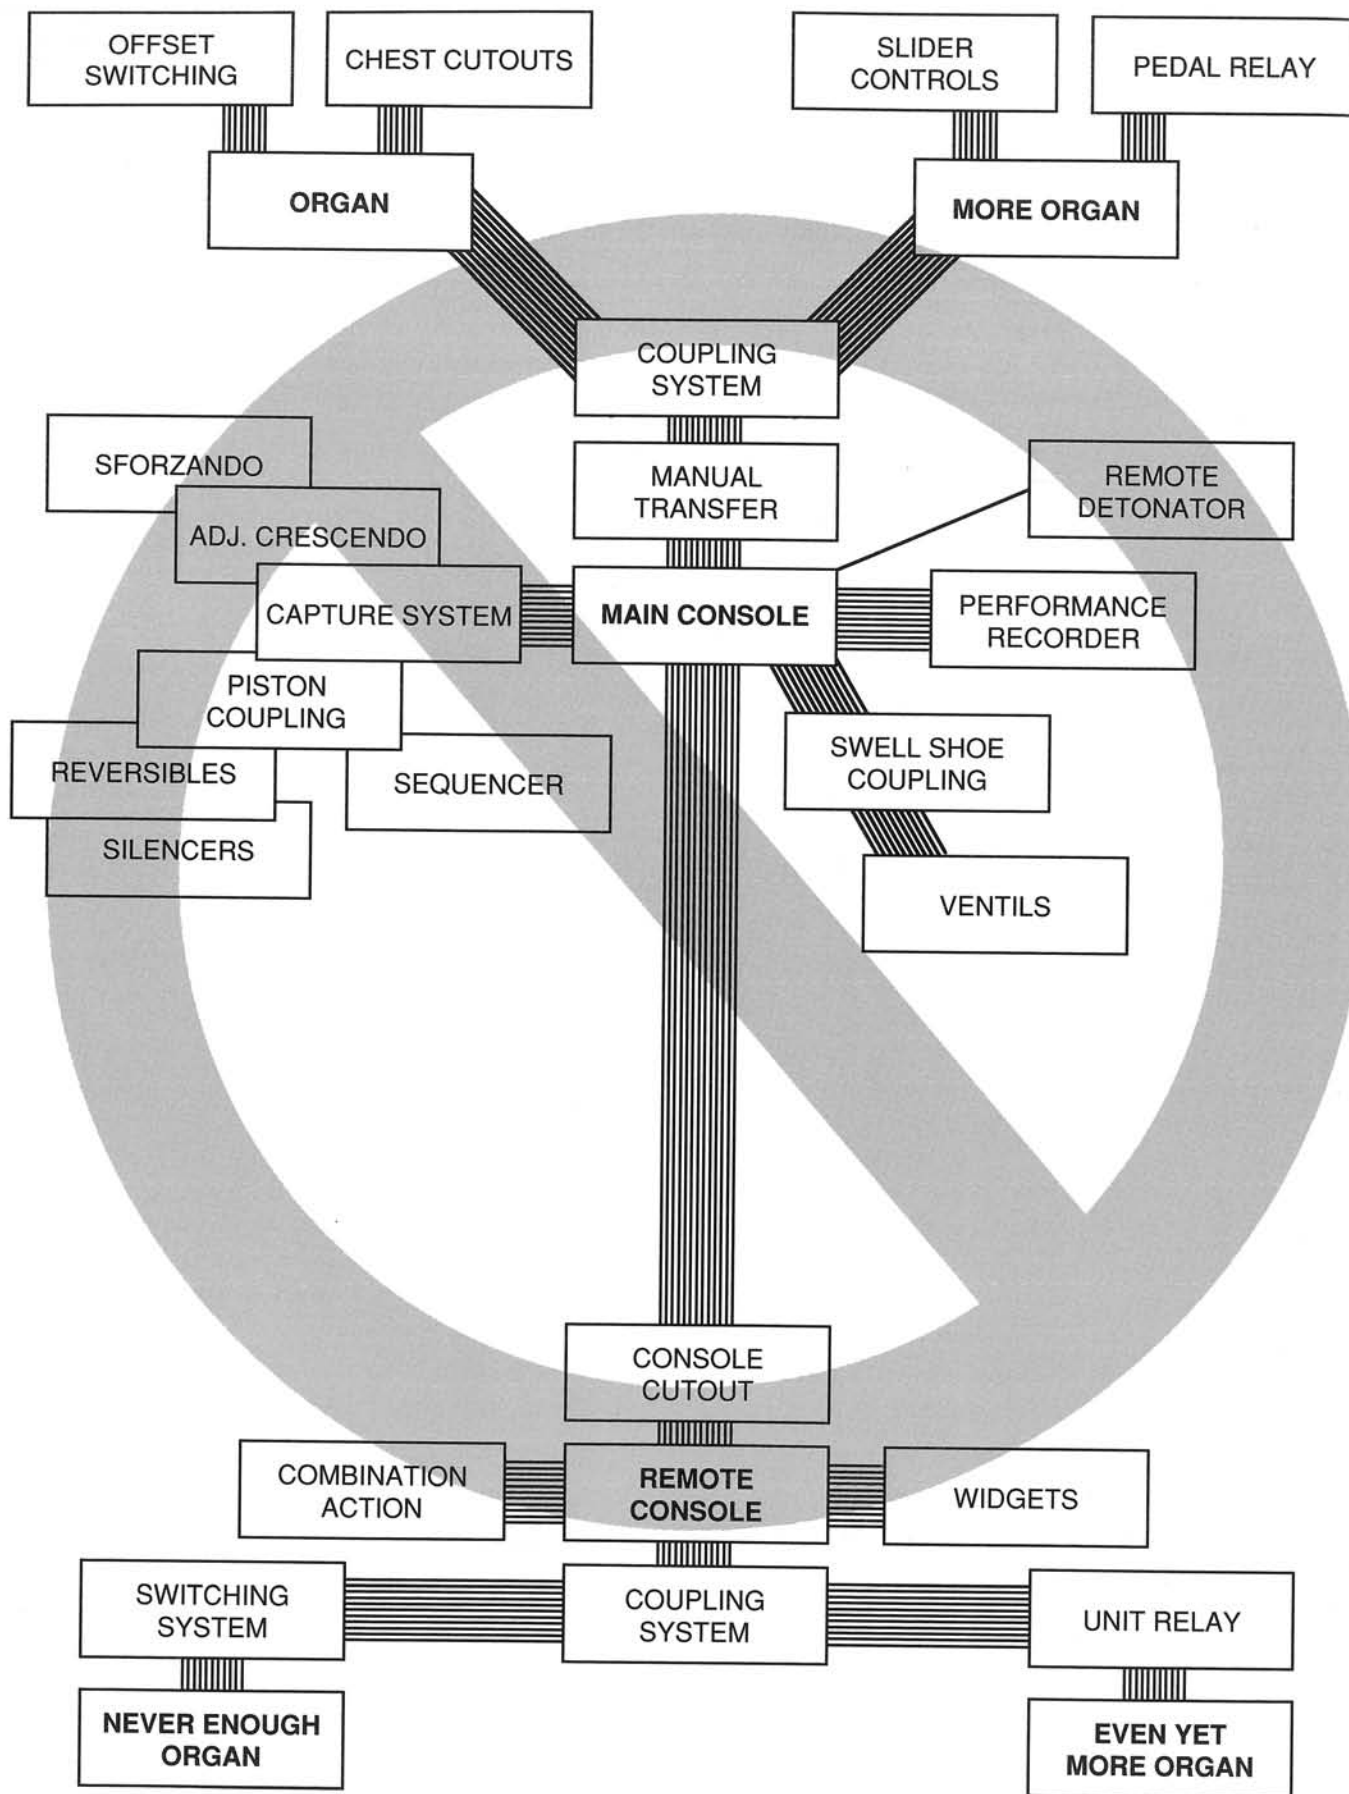 OFFSET
SWITCHING
CHEST CUTOUTS
SLIDER
CONTROLS
PEDAL RELAY
ORGAN
MORE ORGAN
COUPLING
SYSTEM
SFORZANDO
MANUAL
TRANSFER
REMOTE
DETONATOR
ADJ. CRESCENDO
CAPTURE SYSTEM
MAIN CONSOLE
PERFORMANCE
RECORDER
PISTON
COUPLING
REVERSIBLES
SEQUENCER
SWELL SHOE
COUPLING
SILENCERS
VENTILS
CONSOLE
CUTOUT
COMBINATION
ACTION
REMOTE
CONSOLE
WIDGETS
SWITCHING
SYSTEM
COUPLING
SYSTEM
UNIT RELAY
NEVER ENOUGH
ORGAN
EVEN YET
MORE ORGAN